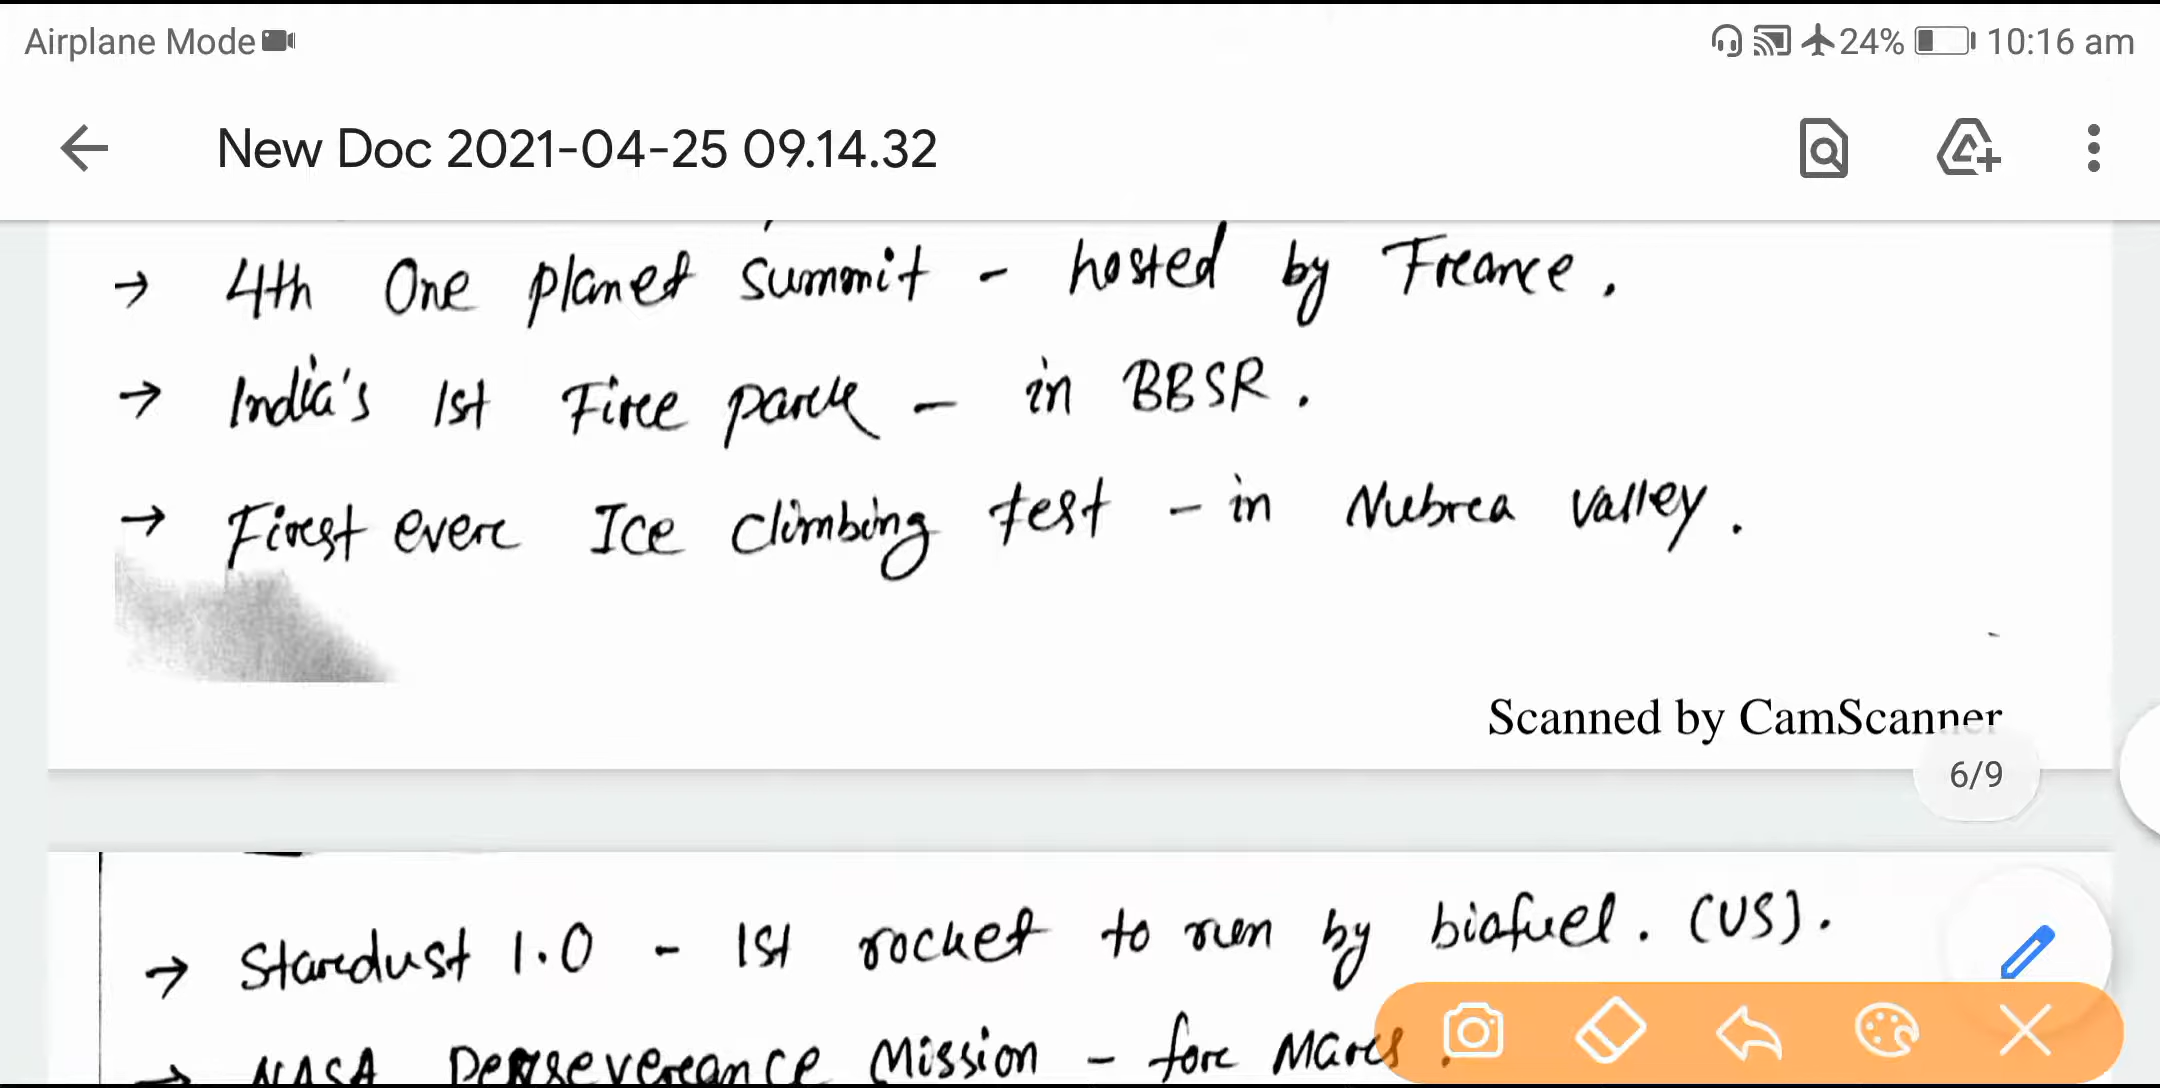 Airplane Mode 24% 10:16 am
New Doc 2021-04-25 09.14.32
→ 4th One planet summit - hosted by France.
→ India's 1st Fire park - in BBSR.
→ First ever Ice climbing test - in Nubra valley.
Scanned by CamScanner
6/9
→ Stardust 1.0 - 1st rocket to run by biofuel. (US).
→ NASA Perseverance Mission - for Mars.